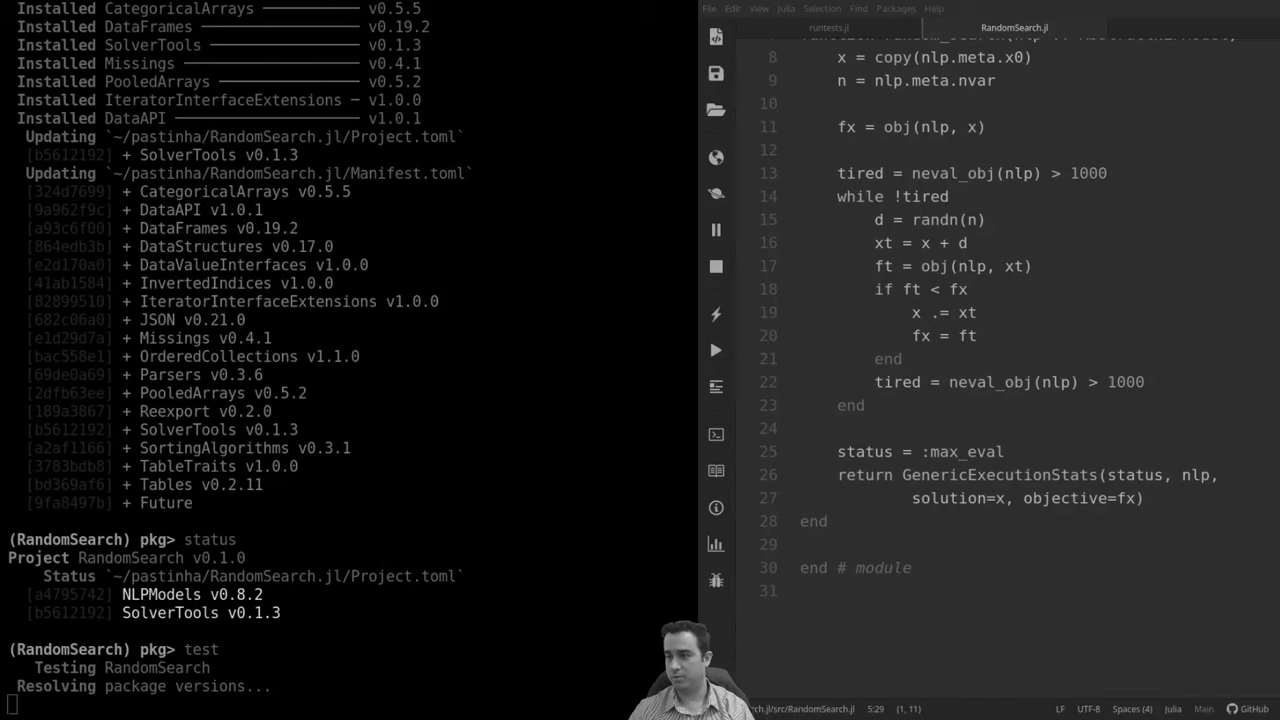 Installed CategoricalArrays ──────────── v0.5.5
Installed DataFrames ─────────────────── v0.19.2
Installed SolverTools ────────────────── v0.1.3
Installed Missings ───────────────────── v0.4.1
Installed PooledArrays ───────────────── v0.5.2
Installed IteratorInterfaceExtensions ─ v1.0.0
Installed DataAPI ────────────────────── v1.0.1
Updating `~/pastinha/RandomSearch.jl/Project.toml`
[b5612192] + SolverTools v0.1.3
Updating `~/pastinha/RandomSearch.jl/Manifest.toml`
[324d7699] + CategoricalArrays v0.5.5
[9a962f9c] + DataAPI v1.0.1
[a93c6f00] + DataFrames v0.19.2
[864edb3b] + DataStructures v0.17.0
[e2d170a0] + DataValueInterfaces v1.0.0
[41ab1584] + InvertedIndices v1.0.0
[82899510] + IteratorInterfaceExtensions v1.0.0
[682c06a0] + JSON v0.21.0
[e1d29d7a] + Missings v0.4.1
[bac558e1] + OrderedCollections v1.1.0
[69de0a69] + Parsers v0.3.6
[2dfb63ee] + PooledArrays v0.5.2
[189a3867] + Reexport v0.2.0
[b5612192] + SolverTools v0.1.3
[a2af1166] + SortingAlgorithms v0.3.1
[3783bdb8] + TableTraits v1.0.0
[bd369af6] + Tables v0.2.11
[9fa8497b] + Future
(RandomSearch) pkg> status
Project RandomSearch v0.1.0
Status `~/pastinha/RandomSearch.jl/Project.toml`
[a4795742] NLPModels v0.8.2
[b5612192] SolverTools v0.1.3
(RandomSearch) pkg> test
Testing RandomSearch
Resolving package versions...
File Edit View Julia Selection Find Packages Help
runtests.jl RandomSearch.jl
8 x = copy(nlp.meta.x0)
9 n = nlp.meta.nvar
10
11 fx = obj(nlp, x)
12
13 tired = neval_obj(nlp) > 1000
14 while !tired
15 d = randn(n)
16 xt = x + d
17 ft = obj(nlp, xt)
18 if ft < fx
19 x .= xt
20 fx = ft
21 end
22 tired = neval_obj(nlp) > 1000
23 end
24
25 status = :max_eval
26 return GenericExecutionStats(status, nlp,
27 solution=x, objective=fx)
28 end
29
30 end # module
31
ch.jl/src/RandomSearch.jl 5:29 (1, 11) LF UTF-8 Spaces (4) Julia Main GitHub